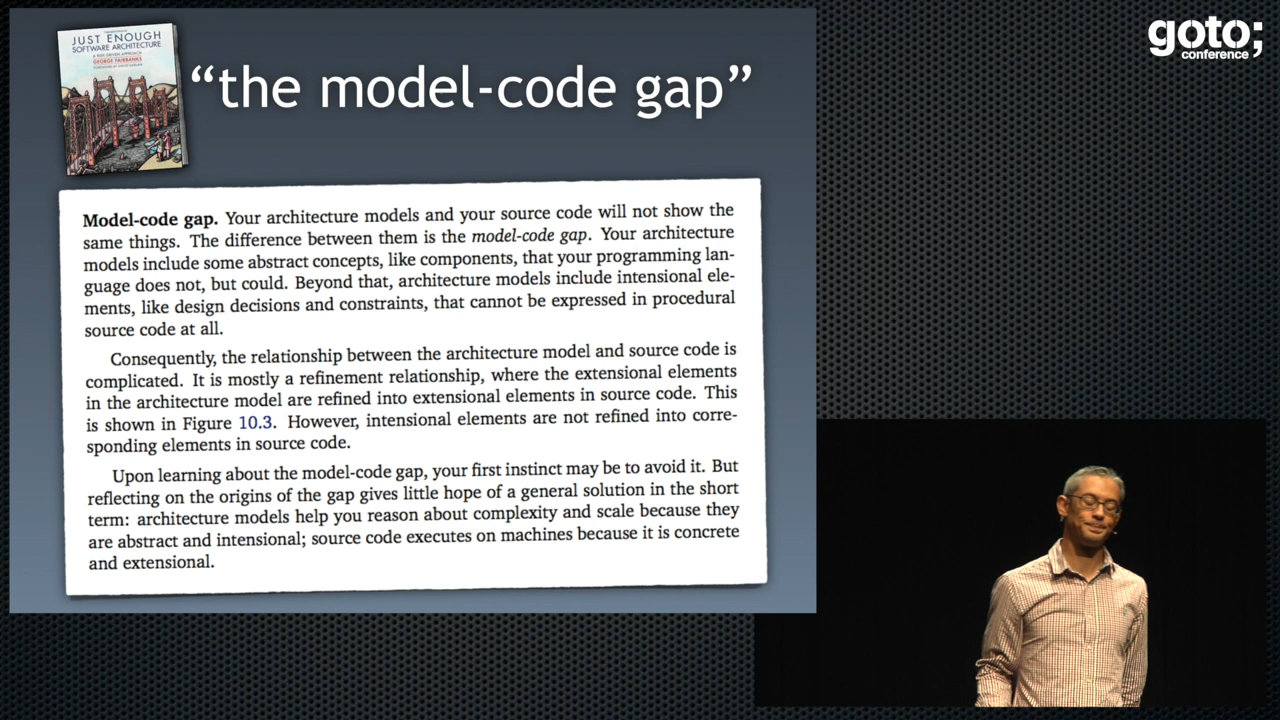 JUST ENOUGH
SOFTWARE ARCHITECTURE
A RISK-DRIVEN APPROACH
GEORGE FAIRBANKS
“the model-code gap”
goto;
conference
Model-code gap. Your architecture models and your source code will not show the
same things. The difference between them is the model-code gap. Your architecture
models include some abstract concepts, like components, that your programming lan-
guage does not, but could. Beyond that, architecture models include intensional ele-
ments, like design decisions and constraints, that cannot be expressed in procedural
source code at all.
Consequently, the relationship between the architecture model and source code is
complicated. It is mostly a refinement relationship, where the extensional elements
in the architecture model are refined into extensional elements in source code. This
is shown in Figure 10.3. However, intensional elements are not refined into corre-
sponding elements in source code.
Upon learning about the model-code gap, your first instinct may be to avoid it. But
reflecting on the origins of the gap gives little hope of a general solution in the short
term: architecture models help you reason about complexity and scale because they
are abstract and intensional; source code executes on machines because it is concrete
and extensional.